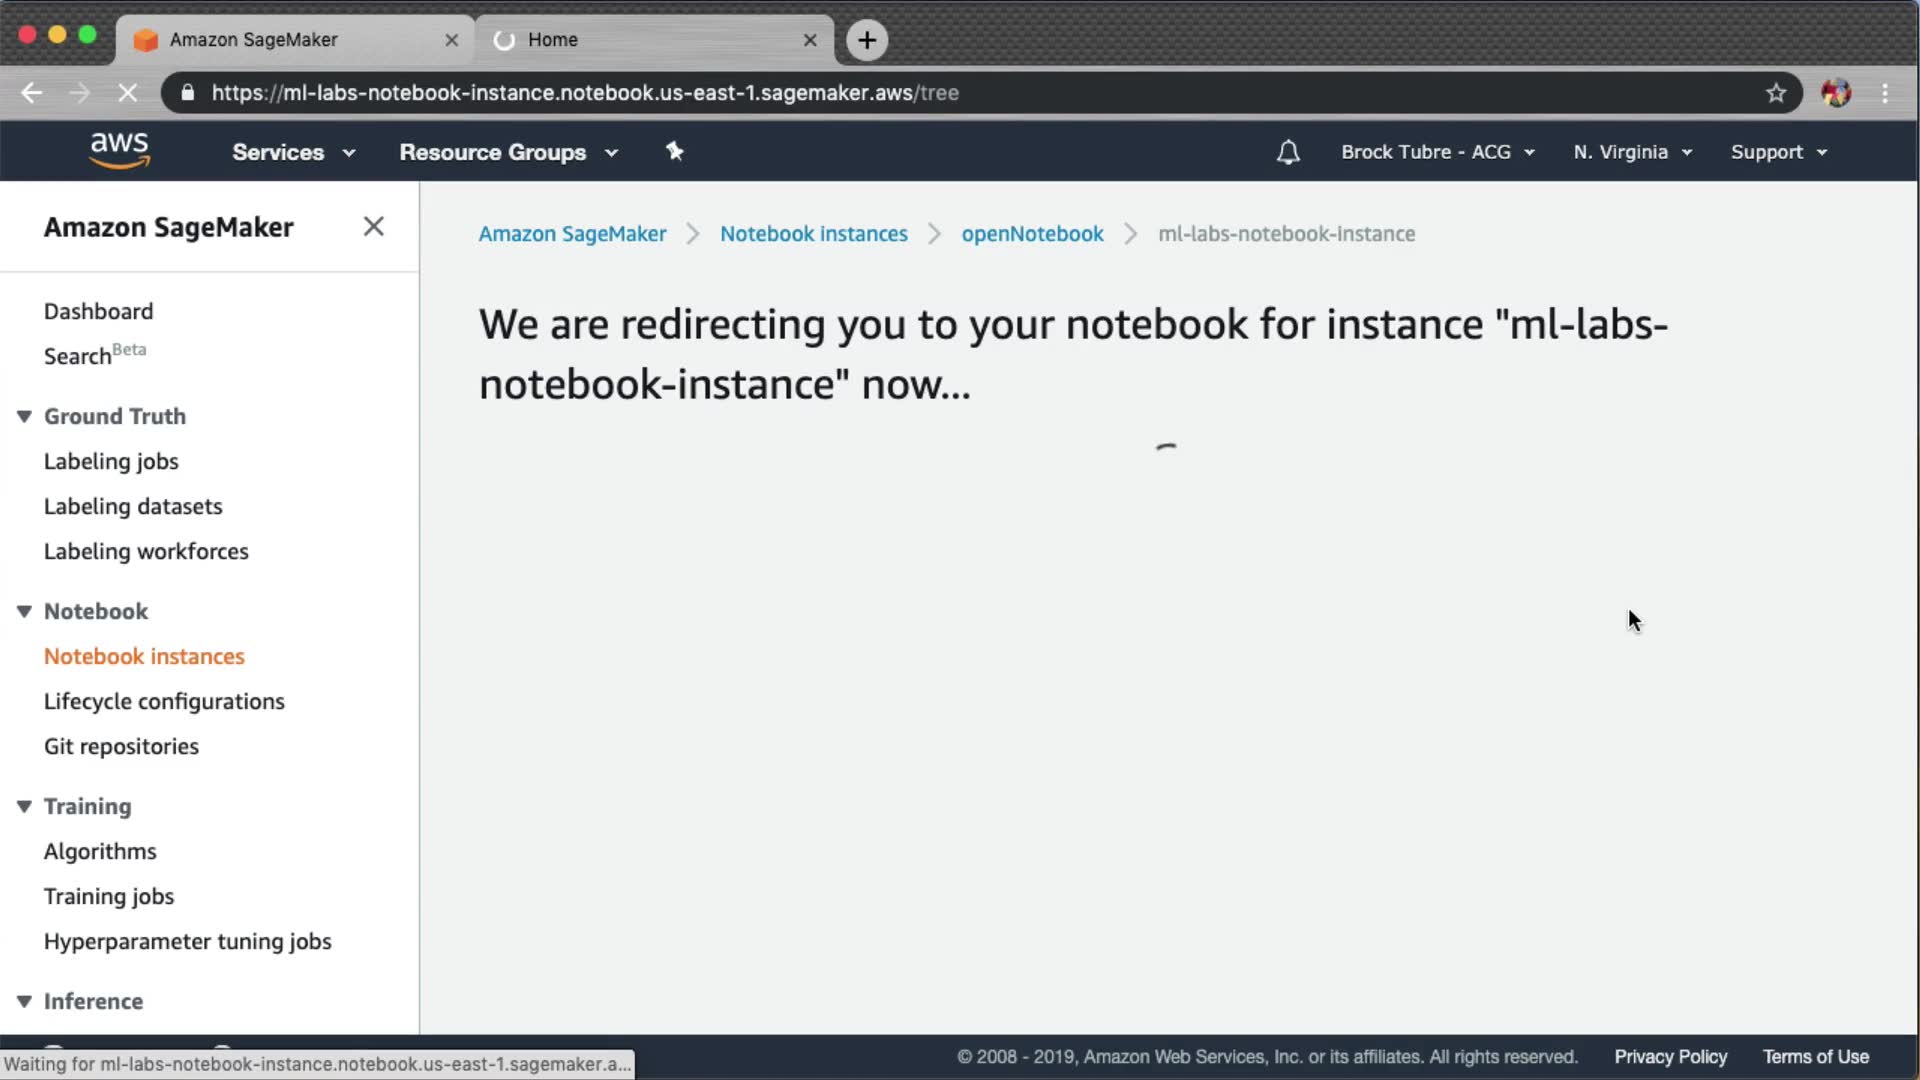 Amazon SageMaker
Home
https://ml-labs-notebook-instance.notebook.us-east-1.sagemaker.aws/tree
aws
Services
Resource Groups
Brock Tubre - ACG
N. Virginia
Support
Amazon SageMaker
Dashboard
Search Beta
Ground Truth
Labeling jobs
Labeling datasets
Labeling workforces
Notebook
Notebook instances
Lifecycle configurations
Git repositories
Training
Algorithms
Training jobs
Hyperparameter tuning jobs
Inference
Amazon SageMaker
Notebook instances
openNotebook
ml-labs-notebook-instance
We are redirecting you to your notebook for instance "ml-labs-
notebook-instance" now...
Waiting for ml-labs-notebook-instance.notebook.us-east-1.sagemaker.a...
© 2008 - 2019, Amazon Web Services, Inc. or its affiliates. All rights reserved.
Privacy Policy
Terms of Use